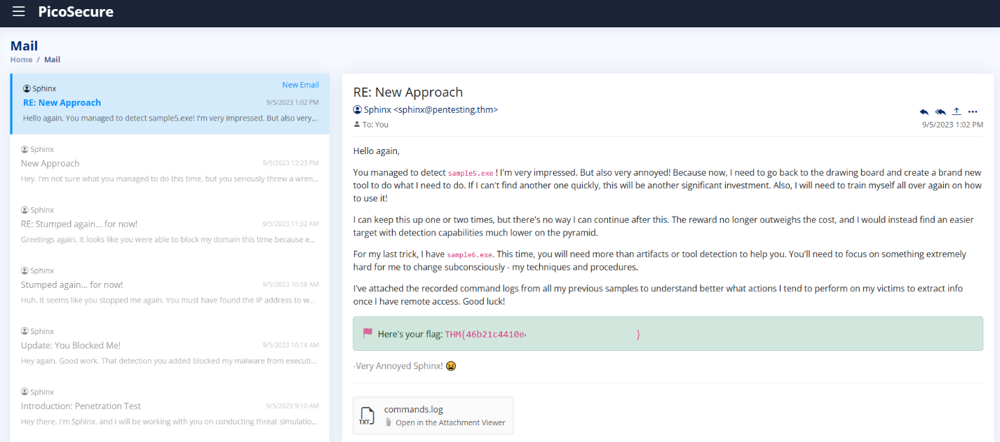 PicoSecure
Mail
Home / Mail
Sphinx
New Email
RE: New Approach
9/5/2023 1:02 PM
Hello again, You managed to detect sample5.exe! I'm very impressed. But also very...
Sphinx
New Approach
9/5/2023 12:23 PM
Hey. I'm not sure what you managed to do this time, but you seriously threw a wren...
Sphinx
RE: Stumped again... for now!
9/5/2023 11:32 AM
Greetings again, It looks like you were able to block my domain this time because e...
Sphinx
Stumped again... for now!
9/5/2023 10:58 AM
Huh. It seems like you stopped me again. You must have found the IP address to w...
Sphinx
Update: You Blocked Me!
9/5/2023 10:14 AM
Hey again, Good work. That detection you added blocked my malware from executi...
Sphinx
Introduction: Penetration Test
9/5/2023 9:10 AM
Hey there. I'm Sphinx, and I will be working with you on conducting threat simulatio...
RE: New Approach
Sphinx <sphinx@pentesting.thm>
To: You
9/5/2023 1:02 PM
Hello again,
You managed to detect sample5.exe ! I'm very impressed. But also very annoyed! Because now, I need to go back to the drawing board and create a brand new
tool to do what I need to do. If I can't find another one quickly, this will be another significant investment. Also, I will need to train myself all over again on how
to use it!
I can keep this up one or two times, but there's no way I can continue after this. The reward no longer outweighs the cost, and I would instead find an easier
target with detection capabilities much lower on the pyramid.
For my last trick, I have sample6.exe. This time, you will need more than artifacts or tool detection to help you. You'll need to focus on something extremely
hard for me to change subconsciously - my techniques and procedures.
I've attached the recorded command logs from all my previous samples to understand better what actions I tend to perform on my victims to extract info
once I have remote access. Good luck!
Here's your flag: THM{46b21c4410e }
-Very Annoyed Sphinx!
TXT
commands.log
Open in the Attachment Viewer